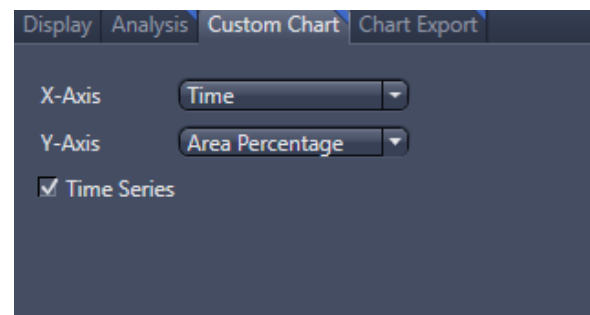 Display Analysis Custom Chart Chart Export
X-Axis Time
Y-Axis Area Percentage
Time Series